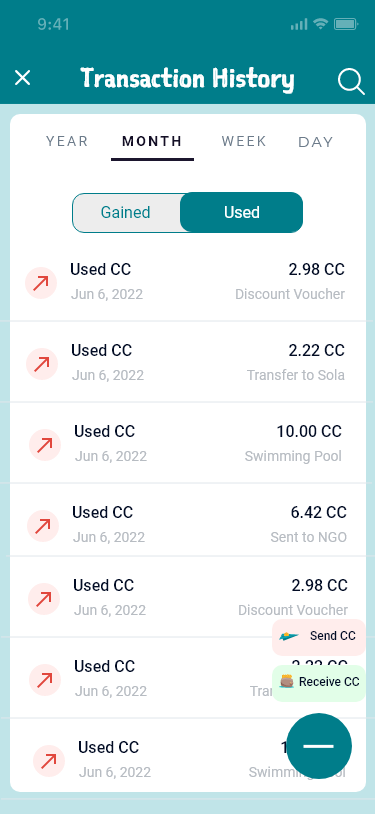 9:41
Transaction History
YEAR MONTH WEEK DAY
Gained Used
Used CC 2.98 CC
Jun 6, 2022 Discount Voucher
Used CC 2.22 CC
Jun 6, 2022 Transfer to Sola
Used CC 10.00 CC
Jun 6, 2022 Swimming Pool
Used CC 6.42 CC
Jun 6, 2022 Sent to NGO
Used CC 2.98 CC
Jun 6, 2022 Discount Voucher
Send CC
Used CC
Receive CC
Jun 6, 2022
Used CC
Jun 6, 2022